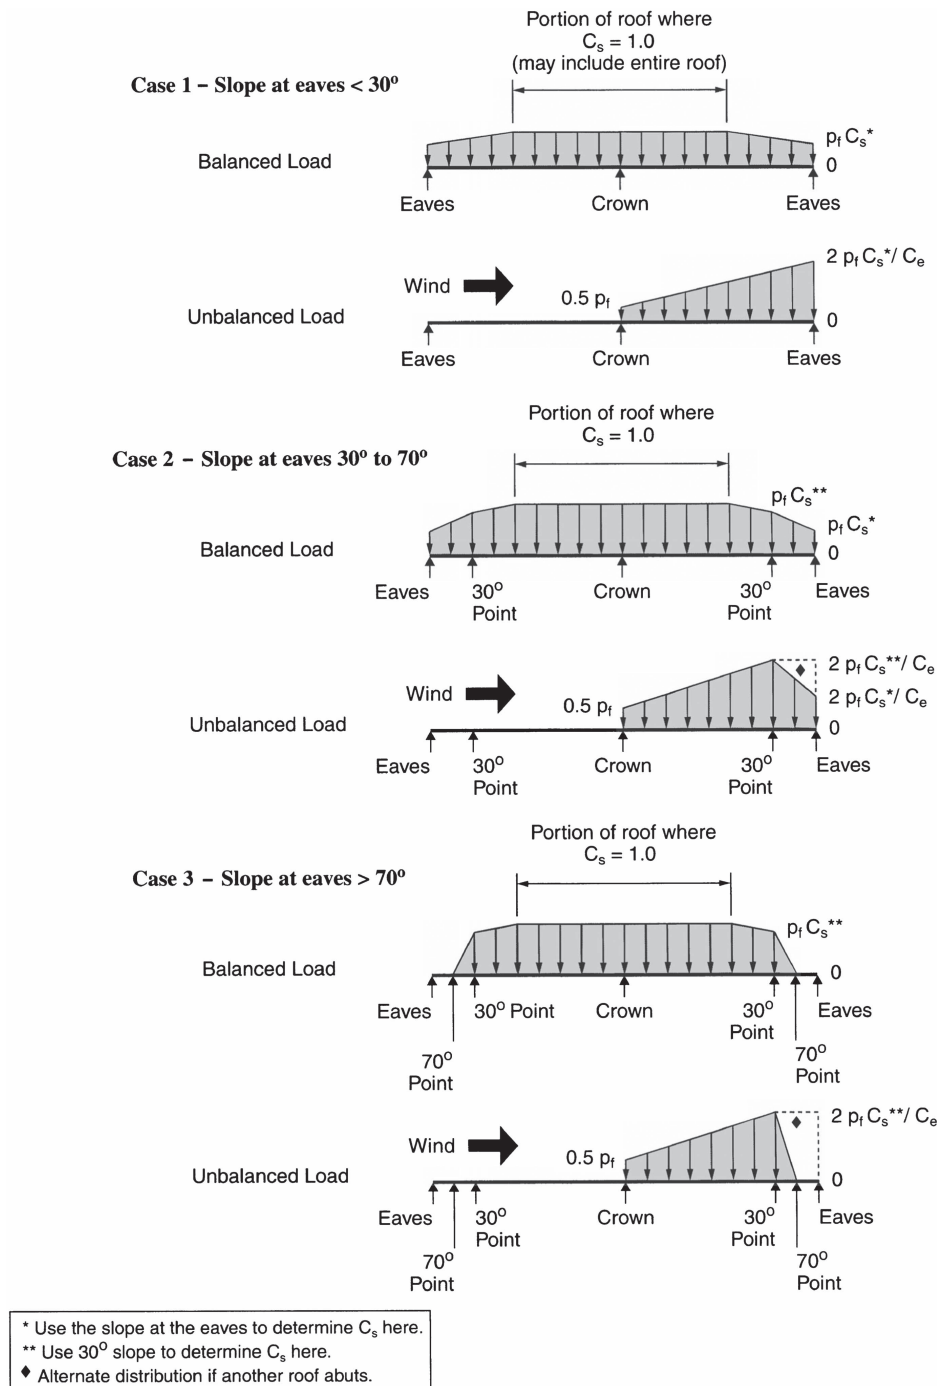 Portion of roof where
Cs = 1.0
(may include entire roof)
Case 1 – Slope at eaves < 30º
pf Cs*
Balanced Load
0
Eaves
Crown
Eaves
2 pf Cs*/ Ce
Wind
0.5 pf
Unbalanced Load
0
Eaves
Crown
Eaves
Portion of roof where
Cs = 1.0
Case 2 – Slope at eaves 30º to 70º
pf Cs**
pf Cs*
Balanced Load
0
Eaves
30º
Point
Crown
30º
Point
Eaves
2 pf Cs**/ Ce
Wind
2 pf Cs*/ Ce
0.5 pf
Unbalanced Load
0
Eaves
30º
Point
Crown
30º
Point
Eaves
Portion of roof where
Cs = 1.0
Case 3 – Slope at eaves > 70º
pf Cs**
Balanced Load
0
Eaves
30º Point
Crown
30º
Point
Eaves
70º
Point
70º
Point
2 pf Cs**/ Ce
Wind
0.5 pf
Unbalanced Load
0
Eaves
30º
Point
Crown
30º
Point
Eaves
70º
Point
70º
Point
* Use the slope at the eaves to determine Cs here.
** Use 30º slope to determine Cs here.
♦ Alternate distribution if another roof abuts.